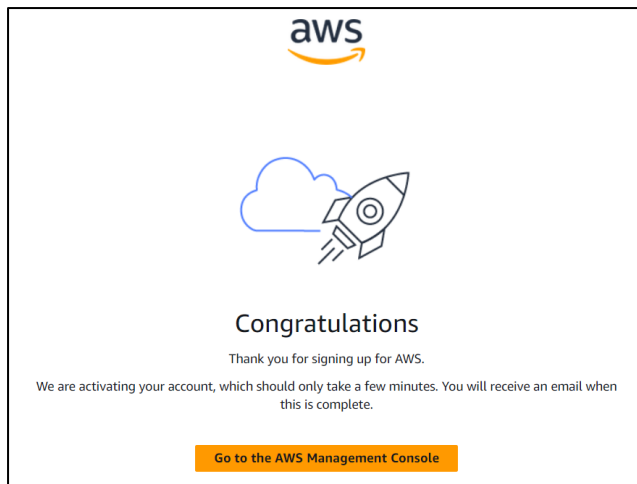 aws
Congratulations
Thank you for signing up for AWS.
We are activating your account, which should only take a few minutes. You will receive an email when
this is complete.
Go to the AWS Management Console